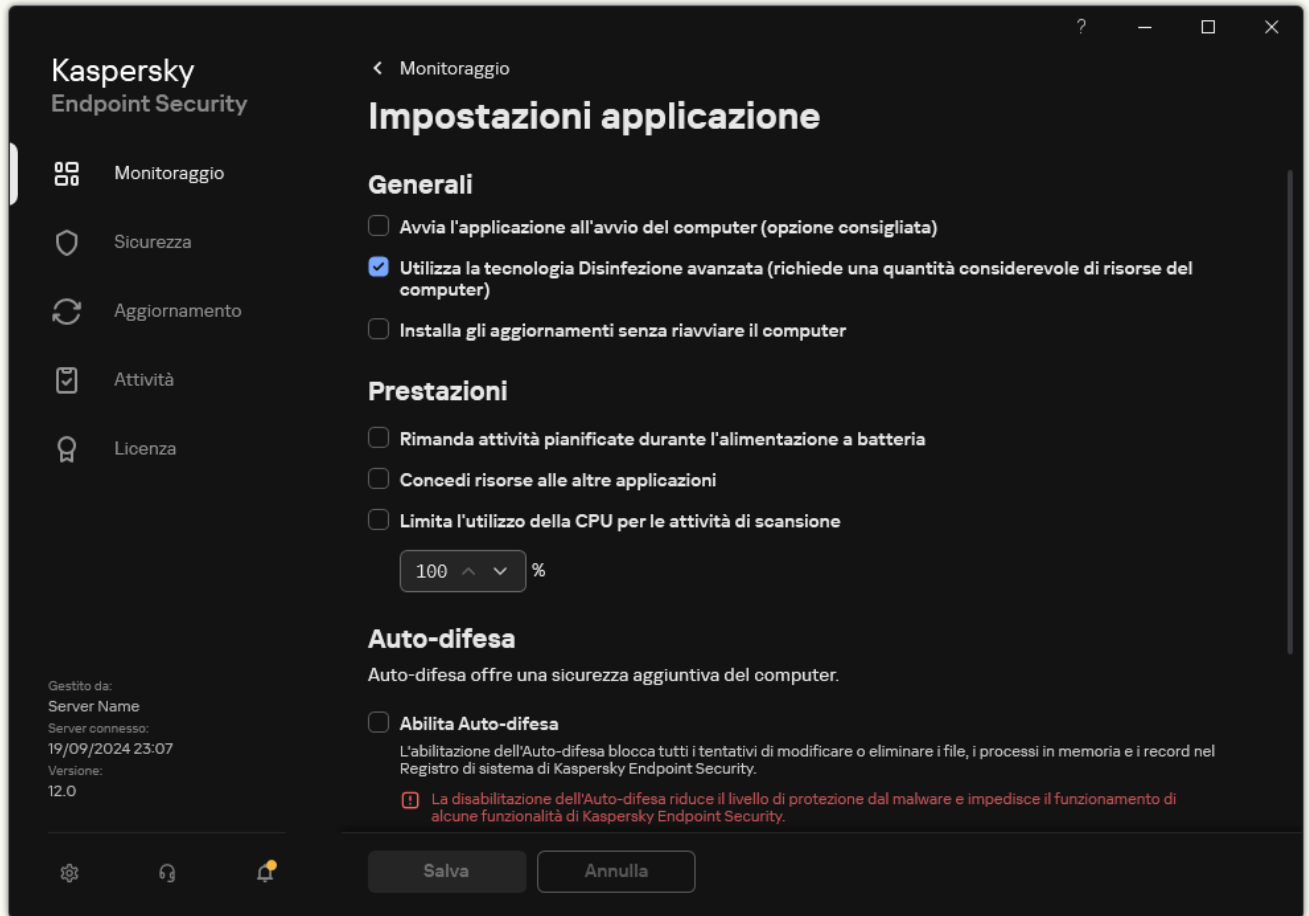 ?
Kaspersky
Endpoint Security
Monitoraggio
Sicurezza
Aggiornamento
Attività
Licenza
Gestito da:
Server Name
Server connesso:
19/09/2024 23:07
Versione:
12.0
Monitoraggio
Impostazioni applicazione
Generali
Avvia l'applicazione all'avvio del computer (opzione consigliata)
Utilizza la tecnologia Disinfezione avanzata (richiede una quantità considerevole di risorse del
computer)
Installa gli aggiornamenti senza riavviare il computer
Prestazioni
Rimanda attività pianificate durante l'alimentazione a batteria
Concedi risorse alle altre applicazioni
Limita l'utilizzo della CPU per le attività di scansione
100 %
Auto-difesa
Auto-difesa offre una sicurezza aggiuntiva del computer.
Abilita Auto-difesa
L'abilitazione dell'Auto-difesa blocca tutti i tentativi di modificare o eliminare i file, i processi in memoria e i record nel
Registro di sistema di Kaspersky Endpoint Security.
La disabilitazione dell'Auto-difesa riduce il livello di protezione dal malware e impedisce il funzionamento di
alcune funzionalità di Kaspersky Endpoint Security.
Salva
Annulla